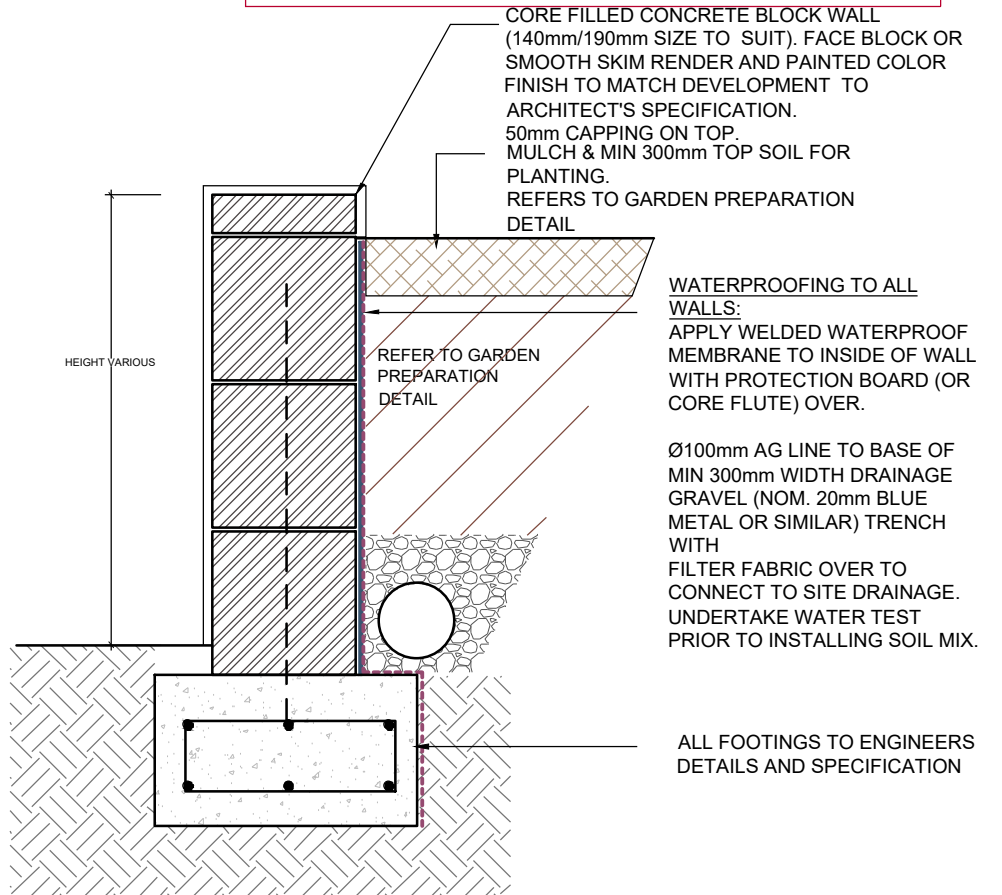 CORE FILLED CONCRETE BLOCK WALL
(140mm/190mm SIZE TO SUIT). FACE BLOCK OR
SMOOTH SKIM RENDER AND PAINTED COLOR
FINISH TO MATCH DEVELOPMENT TO
ARCHITECT'S SPECIFICATION.
50mm CAPPING ON TOP.
MULCH & MIN 300mm TOP SOIL FOR
PLANTING.
REFERS TO GARDEN PREPARATION
DETAIL
WATERPROOFING TO ALL
WALLS:
APPLY WELDED WATERPROOF
MEMBRANE TO INSIDE OF WALL
WITH PROTECTION BOARD (OR
CORE FLUTE) OVER.
HEIGHT VARIOUS
REFER TO GARDEN
PREPARATION
DETAIL
Ø100mm AG LINE TO BASE OF
MIN 300mm WIDTH DRAINAGE
GRAVEL (NOM. 20mm BLUE
METAL OR SIMILAR) TRENCH
WITH
FILTER FABRIC OVER TO
CONNECT TO SITE DRAINAGE.
UNDERTAKE WATER TEST
PRIOR TO INSTALLING SOIL MIX.
ALL FOOTINGS TO ENGINEERS
DETAILS AND SPECIFICATION